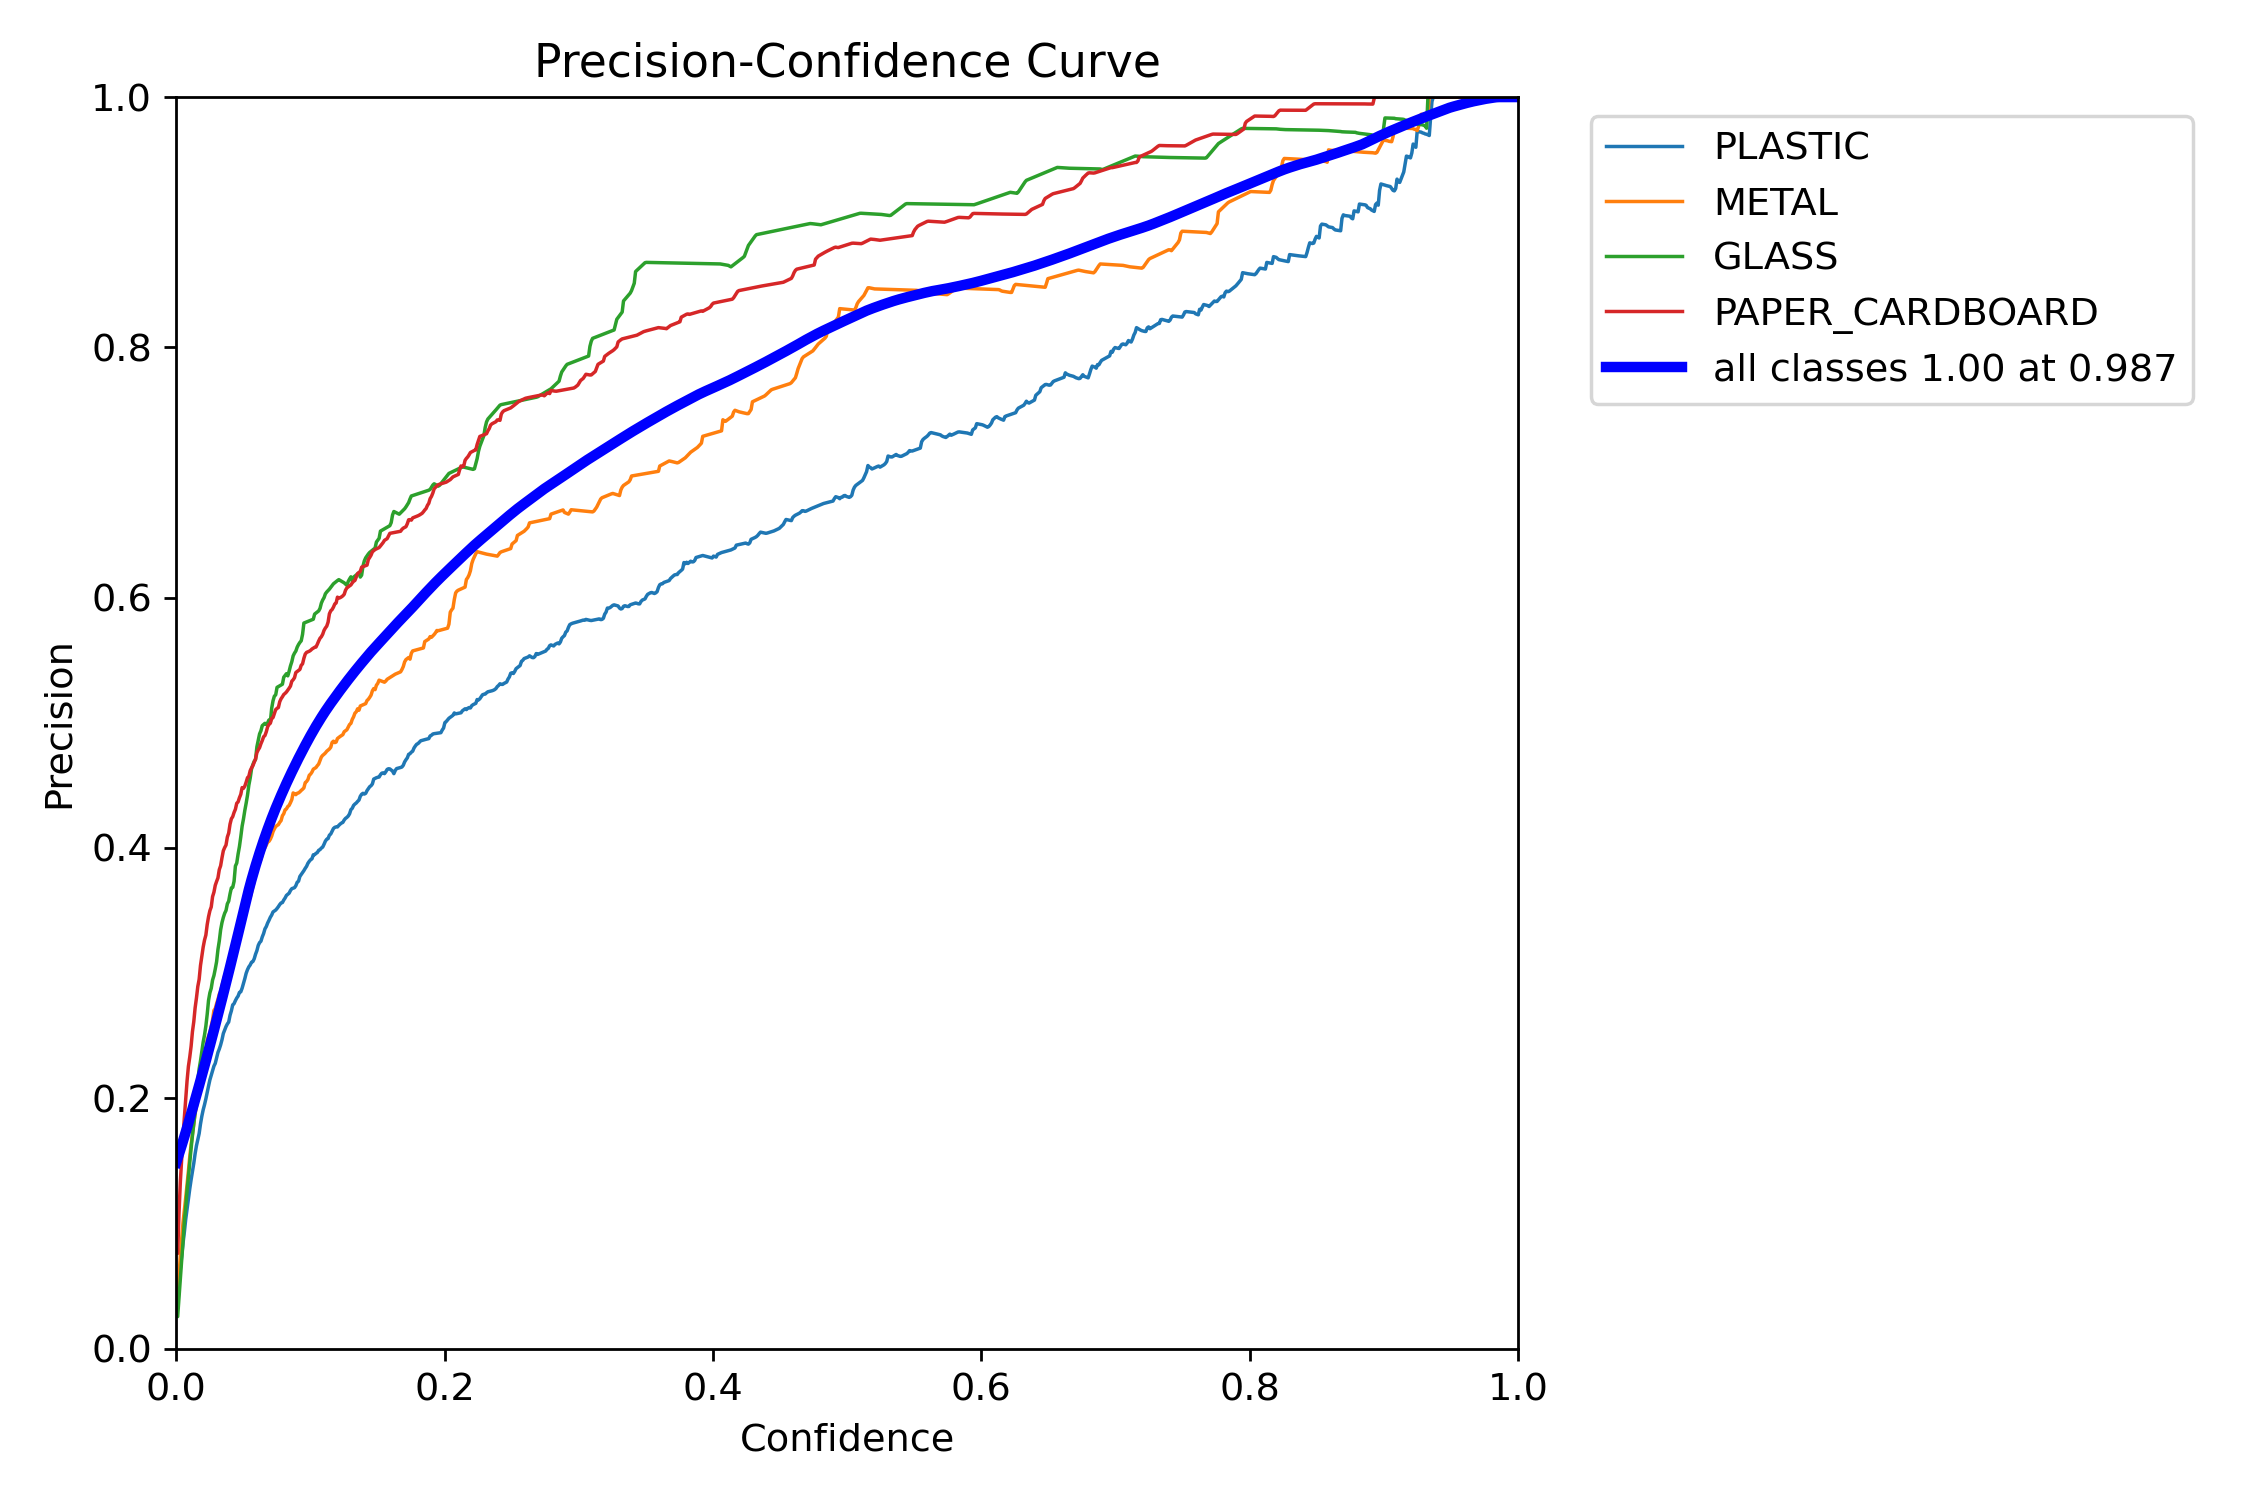 Precision-Confidence Curve
1.0
0.8
0.6
0.4
0.2
0.0
Precision
0.0 0.2 0.4 0.6 0.8 1.0
Confidence
PLASTIC
METAL
GLASS
PAPER_CARDBOARD
all classes 1.00 at 0.987